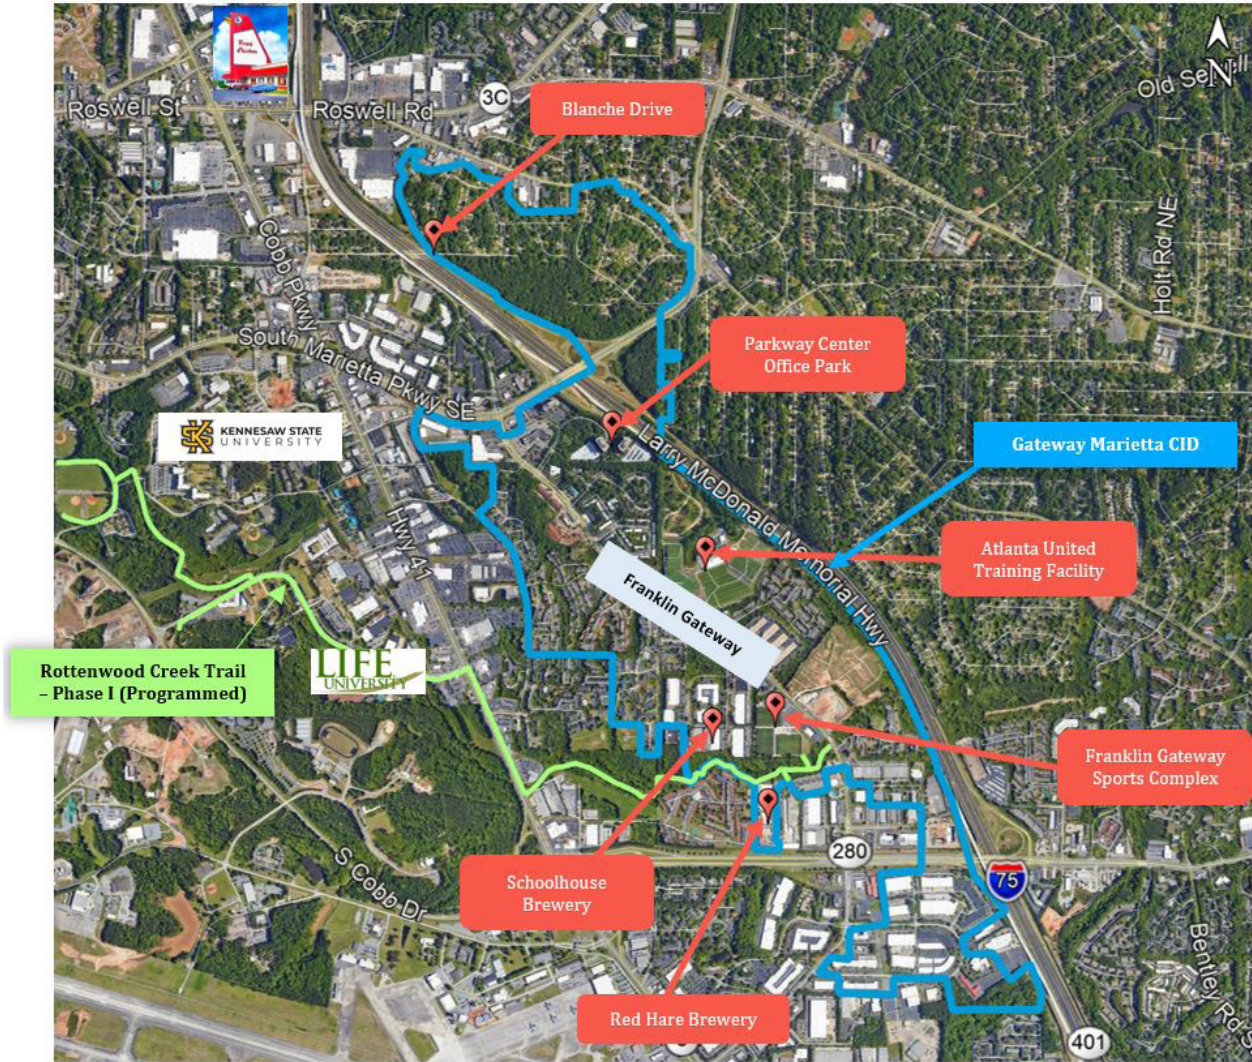 Roswell St
Roswell Rd
3C
Old Se
N
Blanche Drive
Holt Rd NE
Cobb Pkwy
South Marietta Pkwy SE
Parkway Center
Office Park
KENNESAW STATE
UNIVERSITY
Larry McDonald Memorial Hwy
Gateway Marietta CID
Hwy 41
Atlanta United
Training Facility
Franklin Gateway
Rottenwood Creek Trail
– Phase I (Programmed)
LIFE
UNIVERSITY
Franklin Gateway
Sports Complex
280
75
Schoolhouse
Brewery
S Cobb Dr
Bentley Rd S
Red Hare Brewery
401